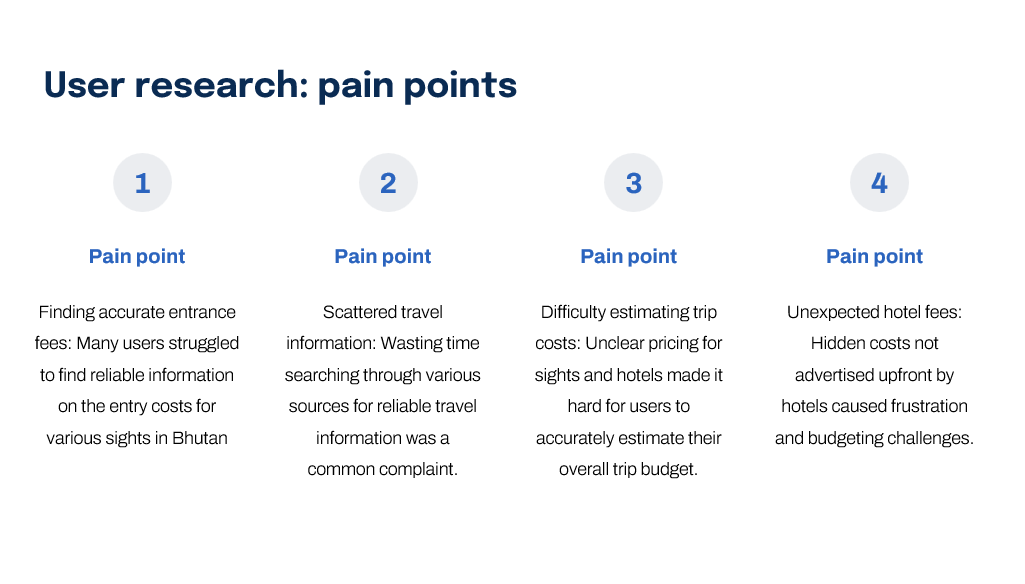 User research: pain points
1
Pain point
Finding accurate entrance
fees: Many users struggled
to find reliable information
on the entry costs for
various sights in Bhutan
2
Pain point
Scattered travel
information: Wasting time
searching through various
sources for reliable travel
information was a
common complaint.
3
Pain point
Difficulty estimating trip
costs: Unclear pricing for
sights and hotels made it
hard for users to
accurately estimate their
overall trip budget.
4
Pain point
Unexpected hotel fees:
Hidden costs not
advertised upfront by
hotels caused frustration
and budgeting challenges.